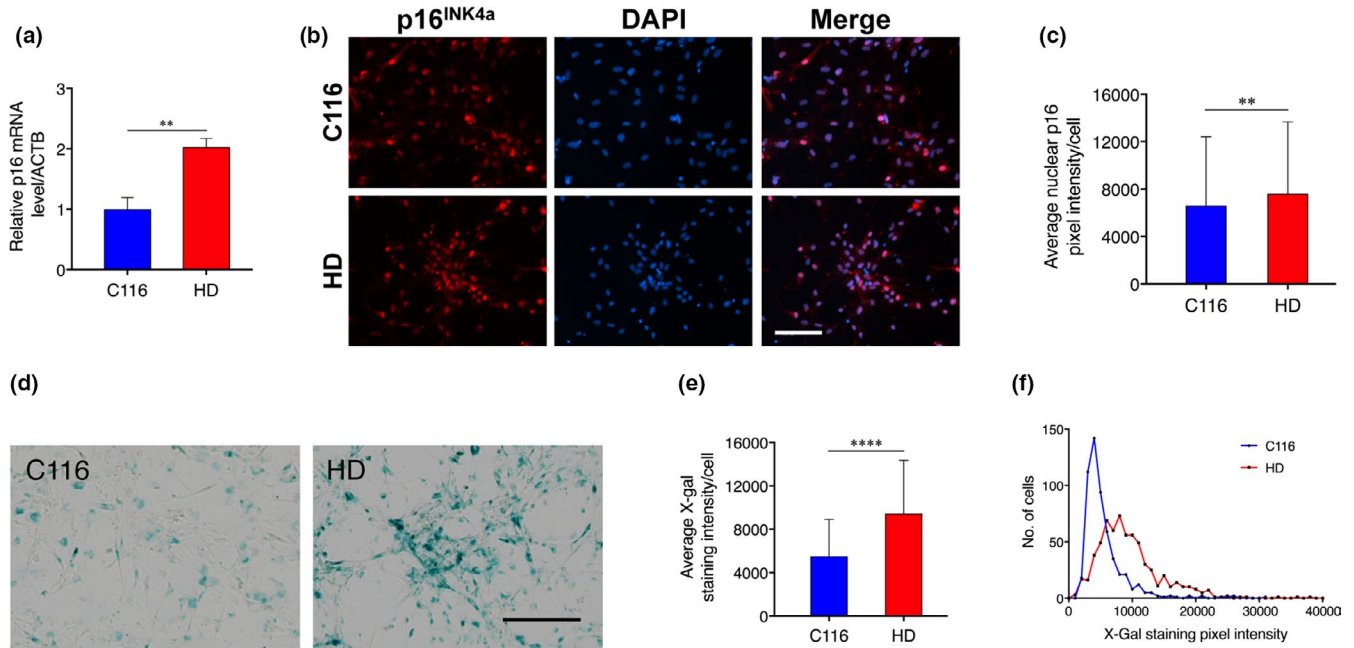 (a)
Relative p16 mRNA
level/ACTB
3
2
1
0
**
C116
HD
(b)
p16INK4a
DAPI
Merge
C116
HD
(c)
Average nuclear p16
pixel intensity/cell
16000
12000
8000
4000
0
**
C116
HD
(d)
C116
HD
(e)
Average X-gal
staining intensity/cell
16000
12000
8000
4000
0
****
C116
HD
(f)
No. of cells
150
100
50
0
C116
HD
0
10000
20000
30000
40000
X-Gal staining pixel intensity